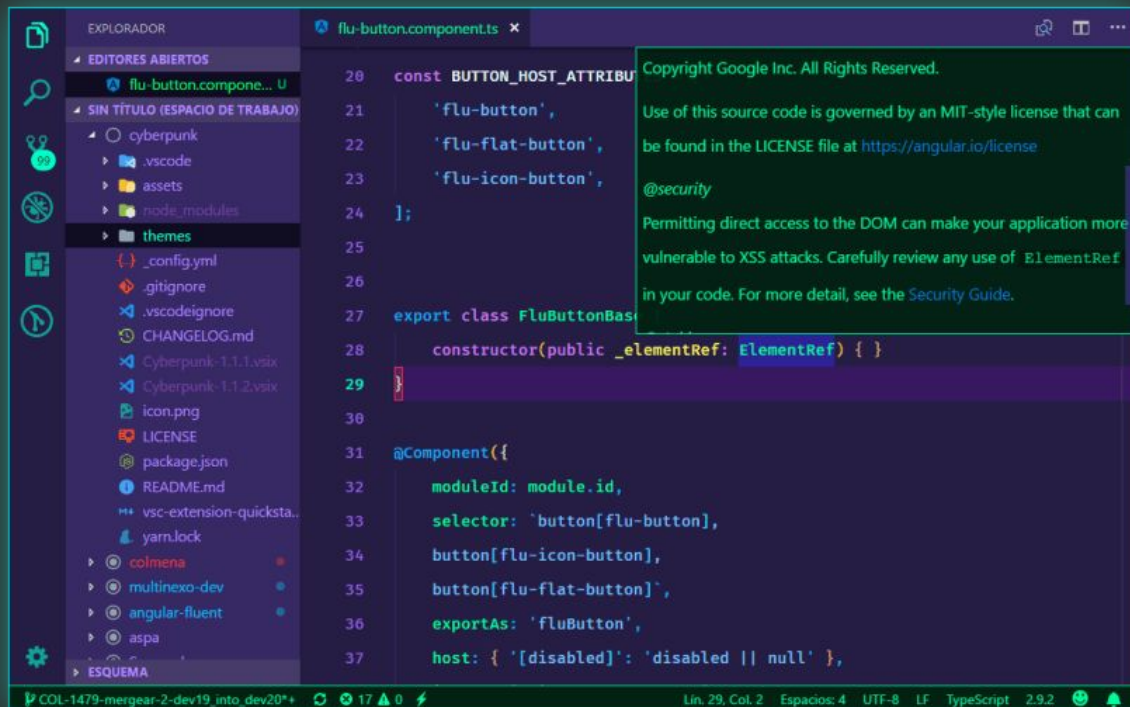 EXPLORADOR
EDITORES ABIERTOS
flu-button.compone... U
SIN TÍTULO (ESPACIO DE TRABAJO)
cyberpunk
.vscode
assets
node_modules
themes
_config.yml
.gitignore
.vscodeignore
CHANGELOG.md
Cyberpunk-1.1.1.vsix
Cyberpunk-1.1.2.vsix
icon.png
LICENSE
package.json
README.md
vsc-extension-quicksta...
yarn.lock
colmena
multinexo-dev
angular-fluent
aspa
ESQUEMA
99
flu-button.component.ts ×
20 const BUTTON_HOST_ATTRIBUT
21 'flu-button',
22 'flu-flat-button',
23 'flu-icon-button',
24 ];
25
26
27 export class FluButtonBase
28 constructor(public _elementRef: ElementRef) { }
29 }
30
31 @Component({
32 moduleId: module.id,
33 selector: `button[flu-button],
34 button[flu-icon-button],
35 button[flu-flat-button]`,
36 exportAs: 'fluButton',
37 host: { '[disabled]': 'disabled || null' },
Copyright Google Inc. All Rights Reserved.
Use of this source code is governed by an MIT-style license that can
be found in the LICENSE file at https://angular.io/license
@security
Permitting direct access to the DOM can make your application more
vulnerable to XSS attacks. Carefully review any use of ElementRef
in your code. For more detail, see the Security Guide.
COL-1479-mergear-2-dev19_into_dev20*+ 17 0 Lín. 29, Col. 2 Espacios: 4 UTF-8 LF TypeScript 2.9.2